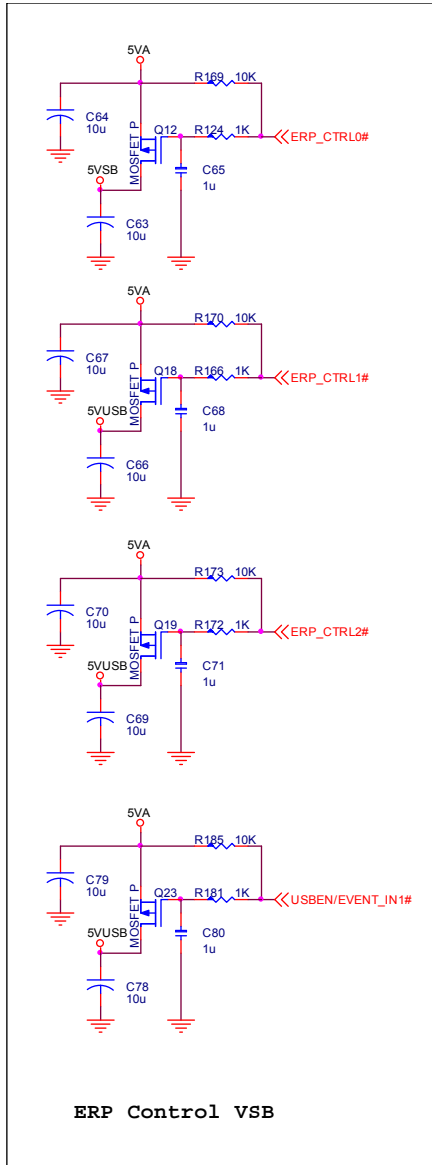 5VA
R169 10K
C64
10u
MOSFET P
Q12
R124 1K
ERP_CTRL0#
5VSB
C65
1u
C63
10u
5VA
R170 10K
C67
10u
MOSFET P
Q18
R166 1K
ERP_CTRL1#
5VUSB
C68
1u
C66
10u
5VA
R173 10K
C70
10u
MOSFET P
Q19
R172 1K
ERP_CTRL2#
5VUSB
C71
1u
C69
10u
5VA
R185 10K
C79
10u
MOSFET P
Q23
R181 1K
USBEN/EVENT_IN1#
5VUSB
C80
1u
C78
10u
ERP Control VSB